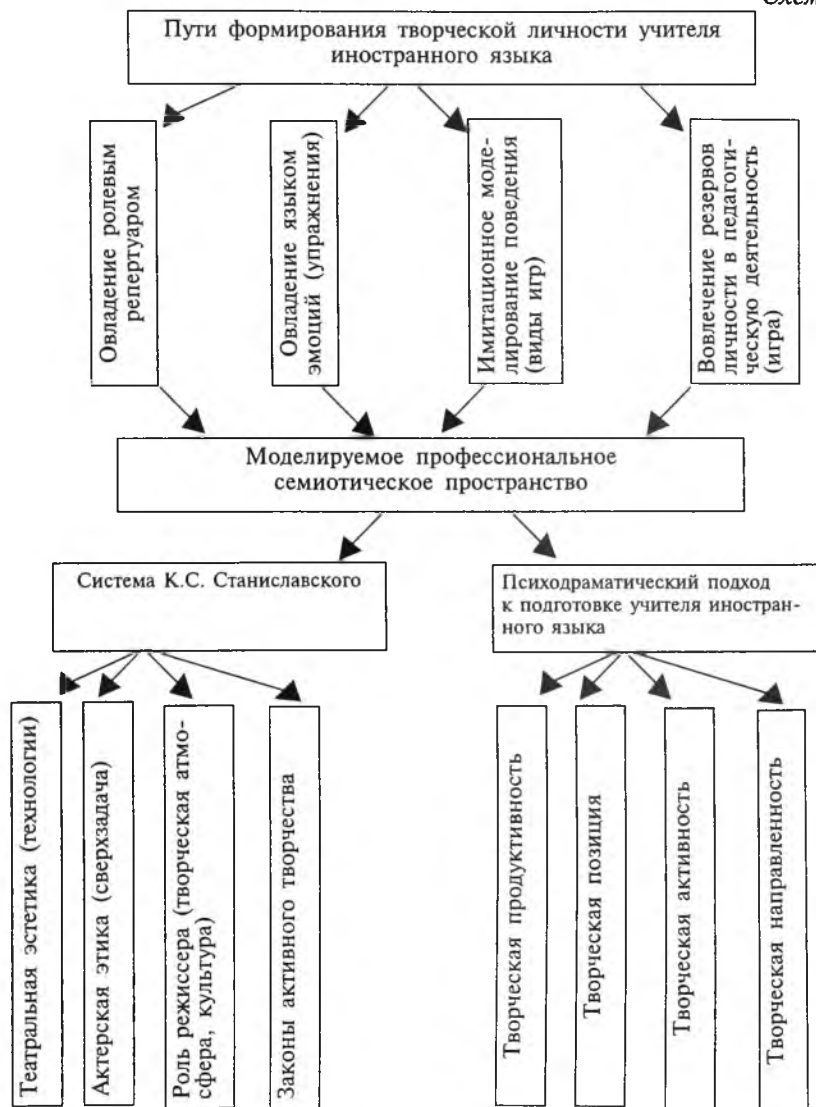 Пути формирования творческой личности учителя
иностранного языка
Овладение ролевым
репертуаром
Овладение языком
эмоций (упражнения)
Имитационное моде-
лирование поведения
(виды игр)
Вовлечение резервов
личности в педагоги-
ческую деятельность
(игра)
Моделируемое профессиональное
семиотическое пространство
Система К.С. Станиславского
Психодраматический подход
к подготовке учителя иностран-
ного языка
Театральная эстетика (технологии)
Актерская этика (сверхзадача)
Роль режиссера (творческая атмо-
сфера, культура)
Законы активного творчества
Творческая продуктивность
Творческая позиция
Творческая активность
Творческая направленность